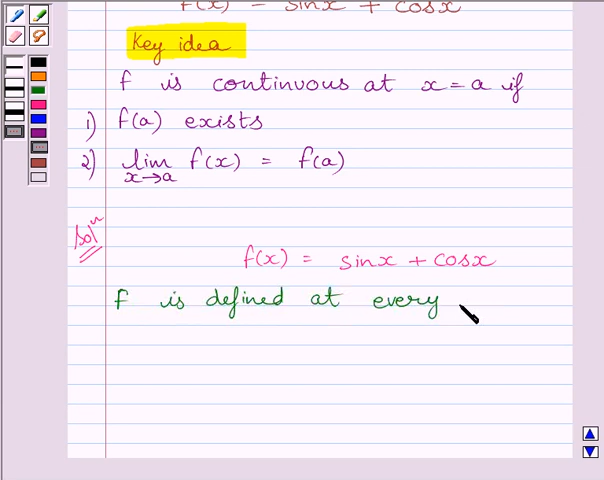 f(x) = sinx + cosx
Key idea
f is continuous at x = a if
1) f(a) exists
2) lim f(x) = f(a)
x→a
Solⁿ
f(x) = sinx + cosx
f is defined at every